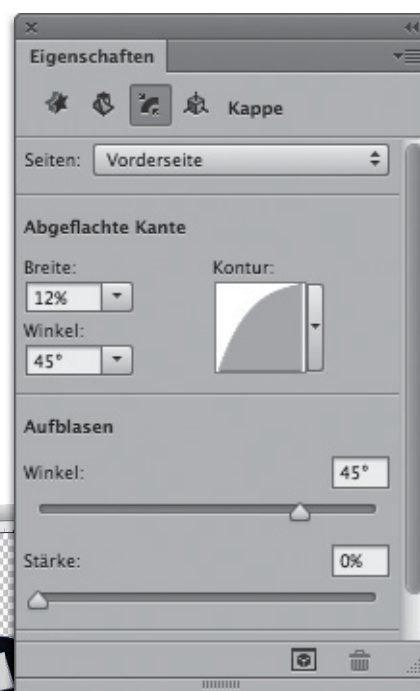 Eigenschaften
Kappe
Seiten: Vorderseite
Abgeflachte Kante
Breite: Kontur:
12%
Winkel:
45°
Aufblasen
Winkel: 45°
Stärke: 0%